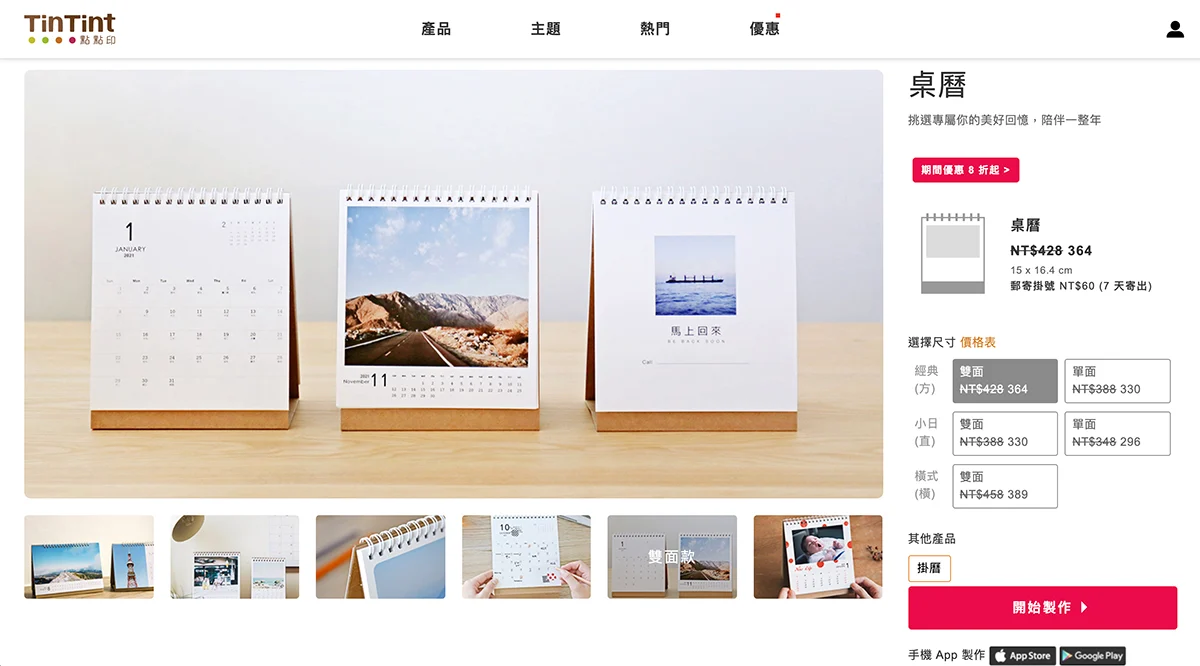 TinTint
點點印
產品
主題
熱門
優惠
1
JANUARY
2021
2
2021
November 11
馬上回來
BE BACK SOON
Call
10
雙面款
桌曆
挑選專屬你的美好回憶，陪伴一整年
期間優惠 8 折起 >
桌曆
NT$428 364
15 x 16.4 cm
郵寄掛號 NT$60 (7 天寄出)
選擇尺寸 價格表
經典
(方)
雙面
NT$428 364
單面
NT$388 330
小日
(直)
雙面
NT$388 330
單面
NT$348 296
橫式
(橫)
雙面
NT$458 389
其他產品
掛曆
開始製作
手機 App 製作
App Store
Google Play